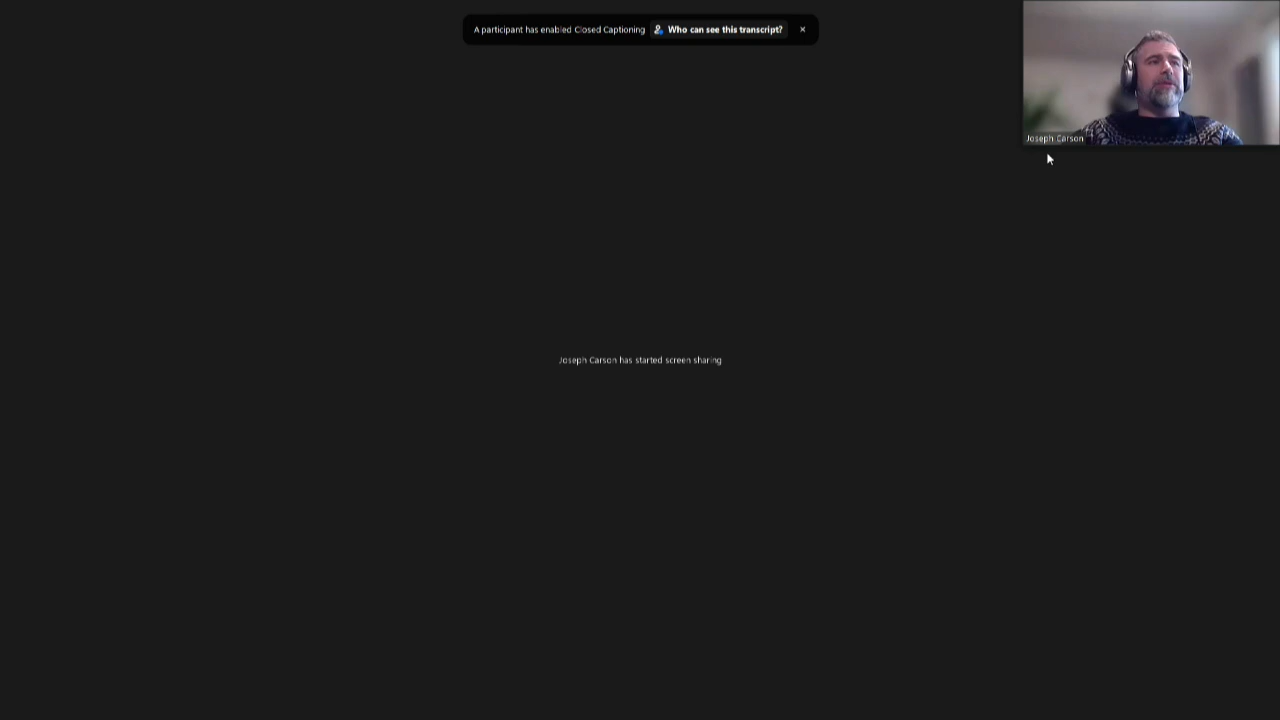 A participant has enabled Closed Captioning Who can see this transcript?
Joseph Carson
Joseph Carson has started screen sharing